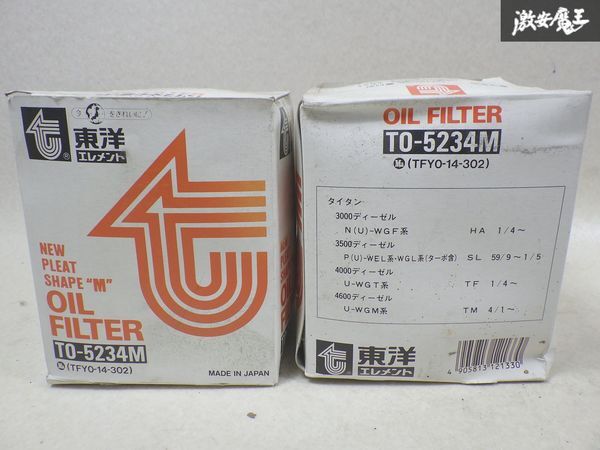 激安魔王
東洋
エレメント
NEW
PLEAT
SHAPE "M"
OIL
FILTER
TO-5234M
(TFY0-14-302)
MADE IN JAPAN
OIL FILTER
TO-5234M
(TFY0-14-302)
タイタン
3000ディーゼル
N(U)-WGF系 HA 1/4〜
3500ディーゼル
P(U)-WEL系・WGL系(ターボ含) SL 59/9〜1/5
4000ディーゼル
U-WGT系 TF 1/4〜
4600ディーゼル
U-WGM系 TM 4/1〜
東洋
エレメント
4 905813 121330